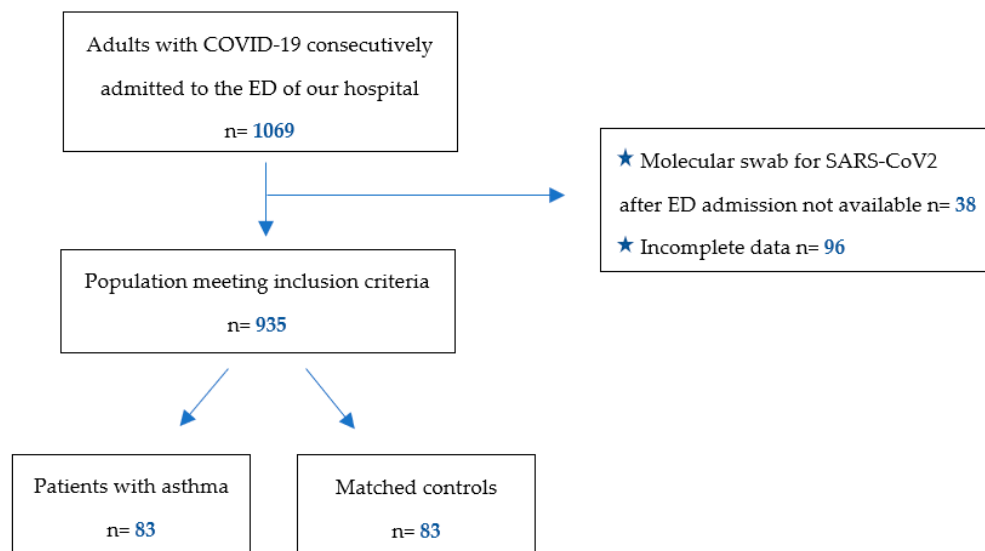 Adults with COVID-19 consecutively
admitted to the ED of our hospital
n= 1069
★ Molecular swab for SARS-CoV2
after ED admission not available n= 38
★ Incomplete data n= 96
Population meeting inclusion criteria
n= 935
Patients with asthma
n= 83
Matched controls
n= 83